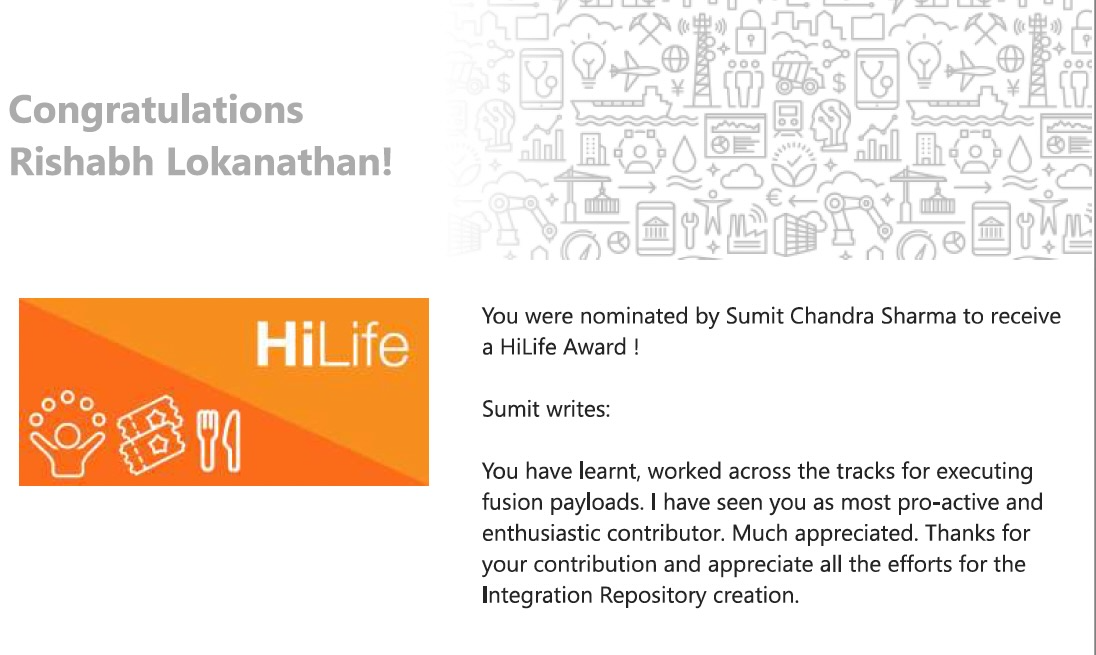 Congratulations
Rishabh Lokanathan!
HiLife
You were nominated by Sumit Chandra Sharma to receive
a HiLife Award !
Sumit writes:
You have learnt, worked across the tracks for executing
fusion payloads. I have seen you as most pro-active and
enthusiastic contributor. Much appreciated. Thanks for
your contribution and appreciate all the efforts for the
Integration Repository creation.